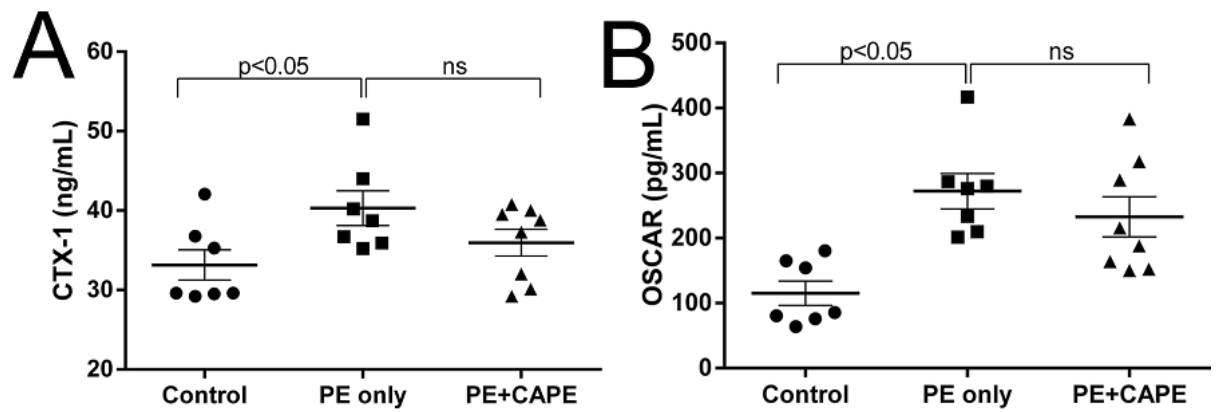 A
CTX-1 (ng/mL)
60
50
40
30
20
p<0.05
ns
Control
PE only
PE+CAPE
B
OSCAR (pg/mL)
500
400
300
200
100
0
p<0.05
ns
Control
PE only
PE+CAPE